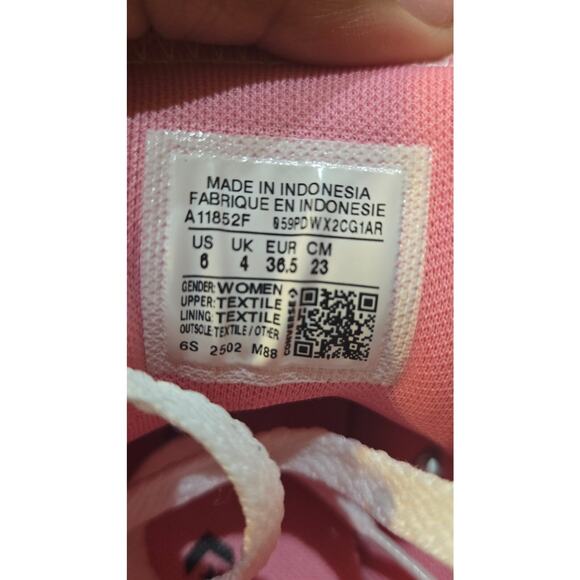 MADE IN INDONESIA
FABRIQUE EN INDONESIE
A11852F 059PDWX2CG1AR
US UK EUR CM
6 4 36.5 23
GENDER: WOMEN
UPPER: TEXTILE
LINING: TEXTILE
OUTSOLE: TEXTILE / OTHER
6S 2502 M88
CONVERSE